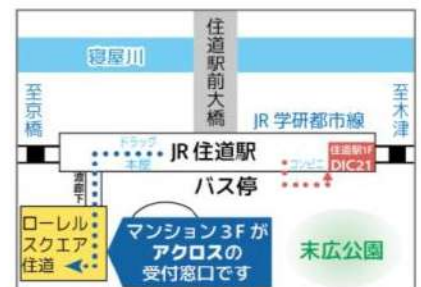 住道駅前大橋
寝屋川
至京橋
至木津
JR 学研都市線
ドラッグ
本屋
JR 住道駅
コンビニ
住道駅1F
DIC21
バス停
道廊下
ローレル
スクエア
住道
マンション3Fが
アクロスの
受付窓口です
末広公園